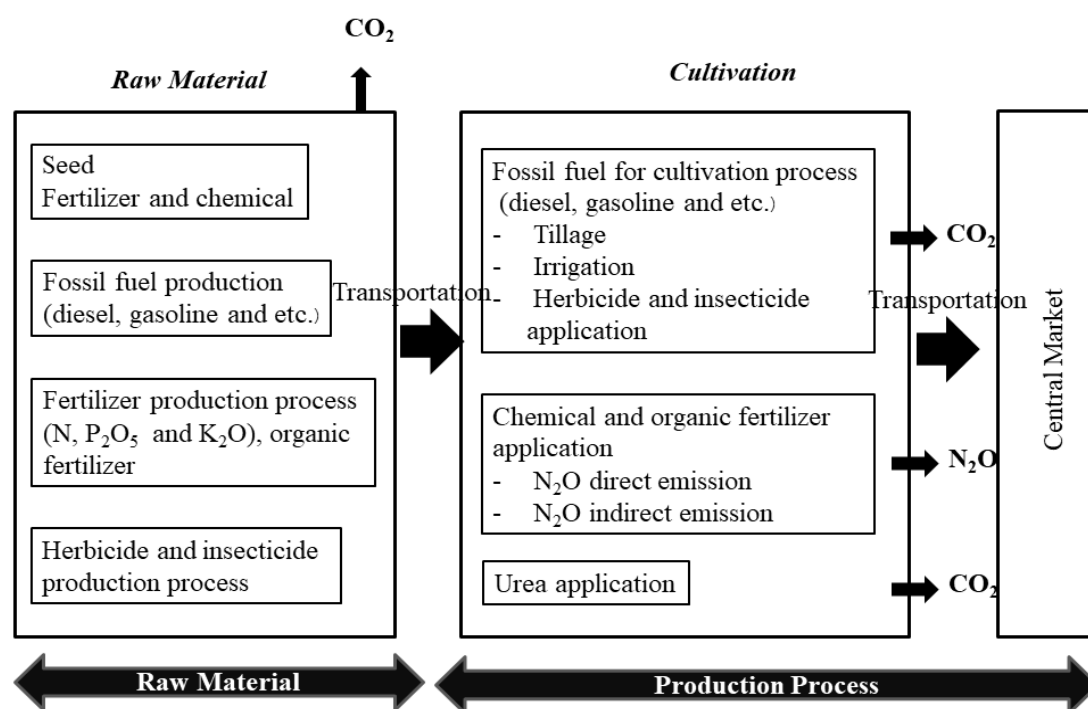 CO₂
Raw Material
Cultivation
Seed
Fertilizer and chemical
Fossil fuel production
(diesel, gasoline and etc.)
Fertilizer production process
(N, P₂O₅ and K₂O), organic
fertilizer
Herbicide and insecticide
production process
Transportation
Fossil fuel for cultivation process
(diesel, gasoline and etc.)
- Tillage
- Irrigation
- Herbicide and insecticide
application
Chemical and organic fertilizer
application
- N₂O direct emission
- N₂O indirect emission
Urea application
CO₂
Transportation
N₂O
CO₂
Central Market
Raw Material
Production Process